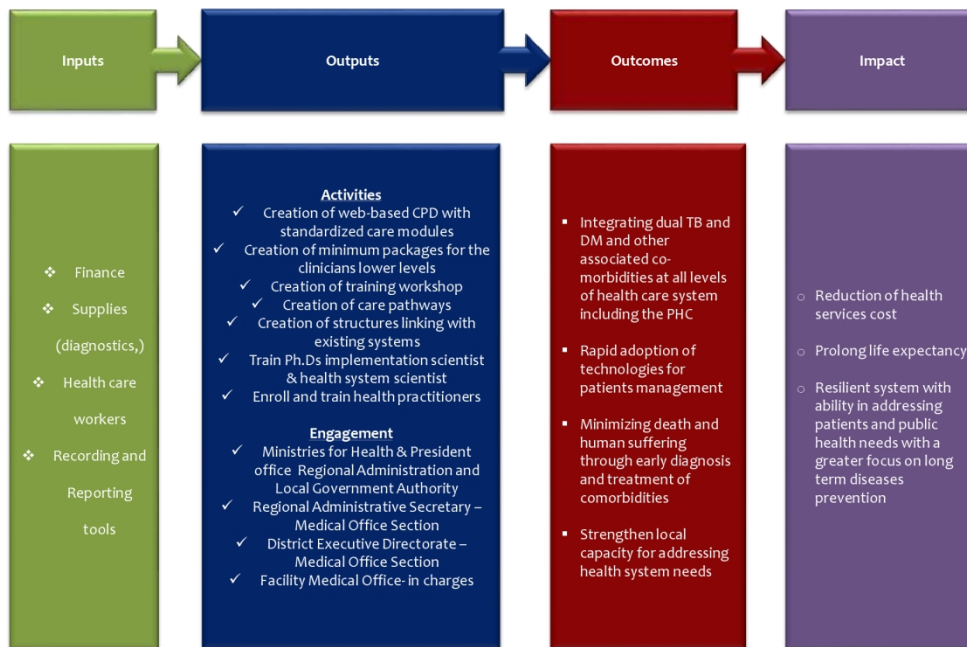 Inputs
Outputs
Outcomes
Impact
❖ Finance
❖ Supplies
(diagnostics,)
❖ Health care
workers
❖ Recording and
Reporting
tools
Activities
✓ Creation of web-based CPD with
standardized care modules
✓ Creation of minimum packages for the
clinicians lower levels
✓ Creation of training workshop
✓ Creation of care pathways
✓ Creation of structures linking with
existing systems
✓ Train Ph.Ds implementation scientist
& health system scientist
✓ Enroll and train health practitioners
Engagement
✓ Ministries for Health & President
office Regional Administration and
Local Government Authority
✓ Regional Administrative Secretary –
Medical Office Section
✓ District Executive Directorate –
Medical Office Section
✓ Facility Medical Office- in charges
▪ Integrating dual TB and
DM and other
associated co-
morbidities at all levels
of health care system
including the PHC
▪ Rapid adoption of
technologies for
patients management
▪ Minimizing death and
human suffering
through early diagnosis
and treatment of
comorbidities
▪ Strengthen local
capacity for addressing
health system needs
○ Reduction of health
services cost
○ Prolong life expectancy
○ Resilient system with
ability in addressing
patients and public
health needs with a
greater focus on long
term diseases
prevention